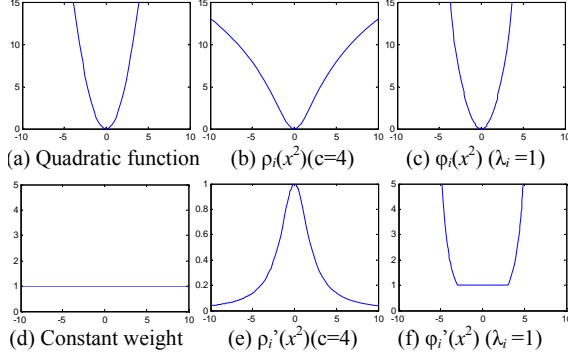 15 15 15
10 10 10
5 5 5
0 0 0
-10 -5 0 5 10 -10 -5 0 5 10 -10 -5 0 5 10
(a) Quadratic function (b) ρi(x²)(c=4) (c) φi(x²) (λi =1)
5 1 5
4 0.8 4
3 0.6 3
2 0.4 2
1 0.2 1
0 0 0
-10 -5 0 5 10 -10 -5 0 5 10 -10 -5 0 5 10
(d) Constant weight (e) ρi’(x²)(c=4) (f) φi’(x²) (λi =1)